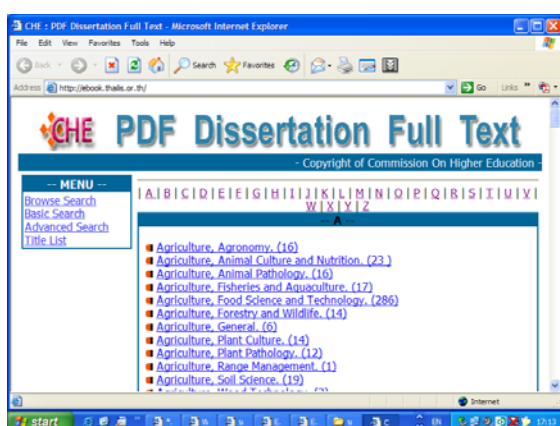 CHE : PDF Dissertation Full Text - Microsoft Internet Explorer
File Edit View Favorites Tools Help
Back Search Favorites
Address http://ebook.thailis.or.th/ Go Links »
CHE PDF Dissertation Full Text
- Copyright of Commission On Higher Education -
-- MENU --
Browse Search
Basic Search
Advanced Search
Title List
| A | B | C | D | E | F | G | H | I | J | K | L | M | N | O | P | Q | R | S | T | U | V |
W | X | Y | Z
-- A --
Agriculture, Agronomy. (16)
Agriculture, Animal Culture and Nutrition. (23 )
Agriculture, Animal Pathology. (16)
Agriculture, Fisheries and Aquaculture. (17)
Agriculture, Food Science and Technology. (286)
Agriculture, Forestry and Wildlife. (14)
Agriculture, General. (6)
Agriculture, Plant Culture. (14)
Agriculture, Plant Pathology. (12)
Agriculture, Range Management. (1)
Agriculture, Soil Science. (19)
Agriculture, Wood Technology. (3)
Internet
start EN 17:13